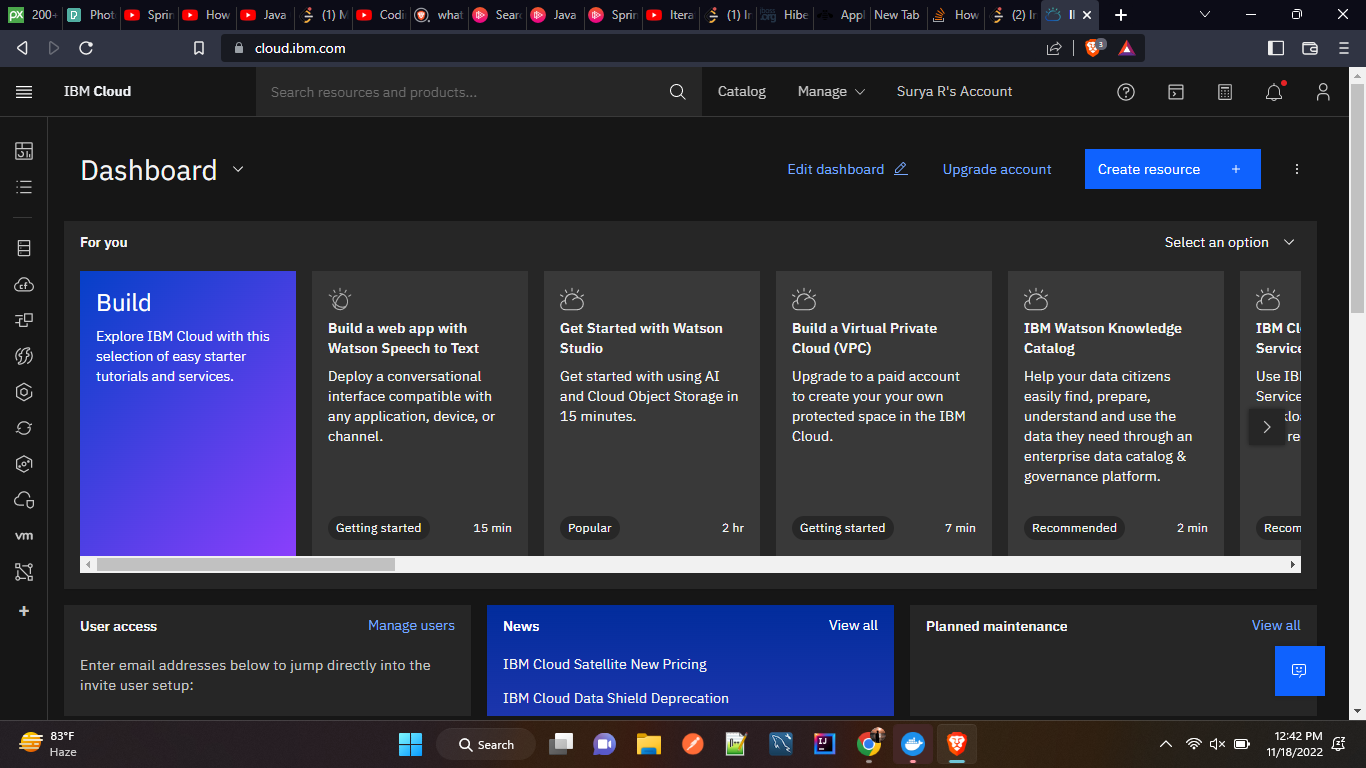 200+
Phot
Sprin
How
Java
(1) M
Codi
what
Sear
Java
Sprin
Itera
(1) In
Hibe
Appl
New Tab
How
(2) In
cloud.ibm.com
3
IBM Cloud
Search resources and products...
Catalog
Manage
Surya R's Account
Dashboard
Edit dashboard
Upgrade account
Create resource +
For you
Select an option
Build
Explore IBM Cloud with this
selection of easy starter
tutorials and services.
Build a web app with
Watson Speech to Text
Deploy a conversational
interface compatible with
any application, device, or
channel.
Getting started
15 min
Get Started with Watson
Studio
Get started with using AI
and Cloud Object Storage in
15 minutes.
Popular
2 hr
Build a Virtual Private
Cloud (VPC)
Upgrade to a paid account
to create your your own
protected space in the IBM
Cloud.
Getting started
7 min
IBM Watson Knowledge
Catalog
Help your data citizens
easily find, prepare,
understand and use the
data they need through an
enterprise data catalog &
governance platform.
Recommended
2 min
IBM Cl
Service
Use IBM
Service
re
Recom
vm
User access
Manage users
Enter email addresses below to jump directly into the
invite user setup:
News
View all
IBM Cloud Satellite New Pricing
IBM Cloud Data Shield Deprecation
Planned maintenance
View all
83°F
Haze
Search
12:42 PM
11/18/2022